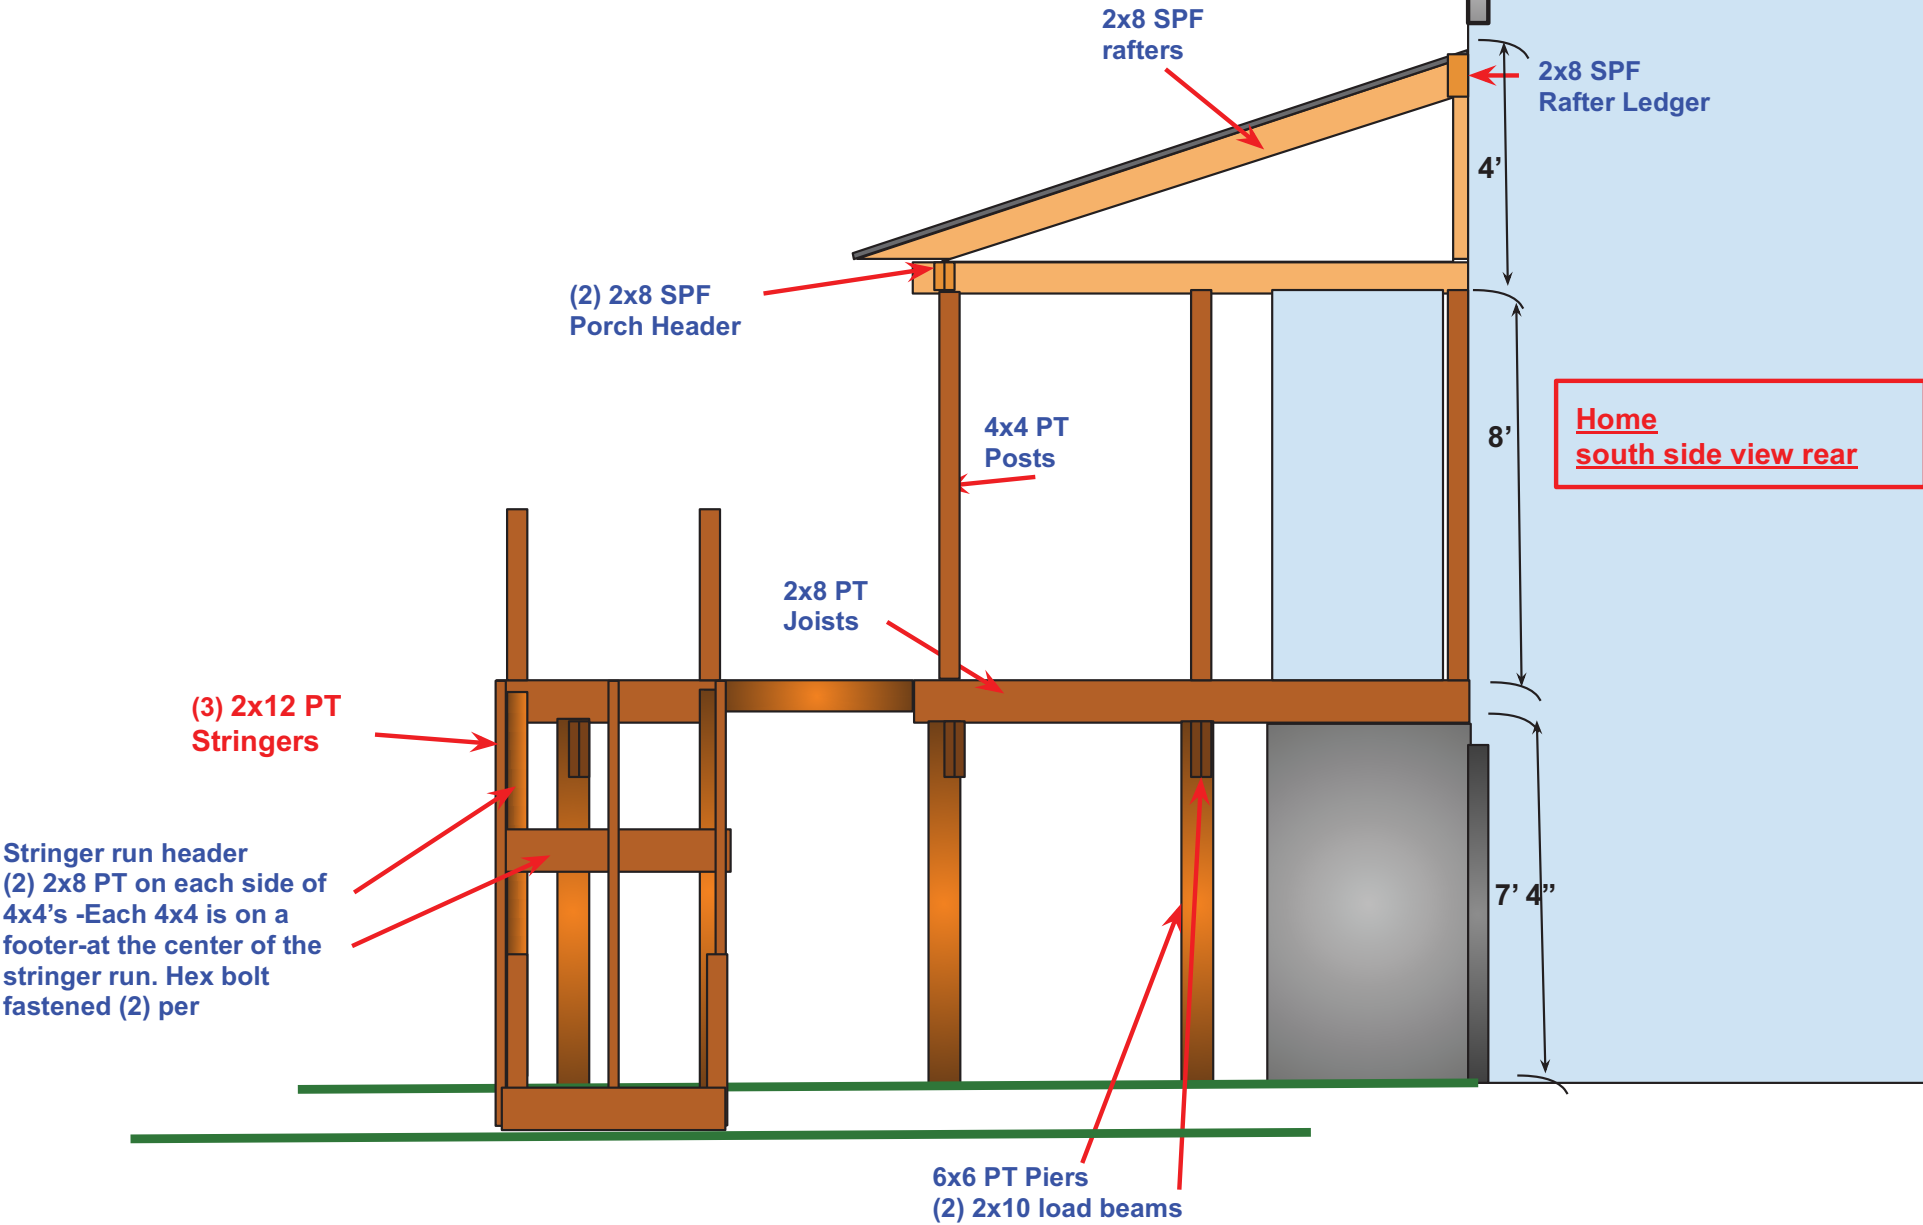 2x8 SPF
rafters
2x8 SPF
Rafter Ledger
4’
(2) 2x8 SPF
Porch Header
4x4 PT
Posts
8’
Home
south side view rear
2x8 PT
Joists
(3) 2x12 PT
Stringers
Stringer run header
(2) 2x8 PT on each side of
4x4’s -Each 4x4 is on a
footer-at the center of the
stringer run. Hex bolt
fastened (2) per
7’ 4”
6x6 PT Piers
(2) 2x10 load beams